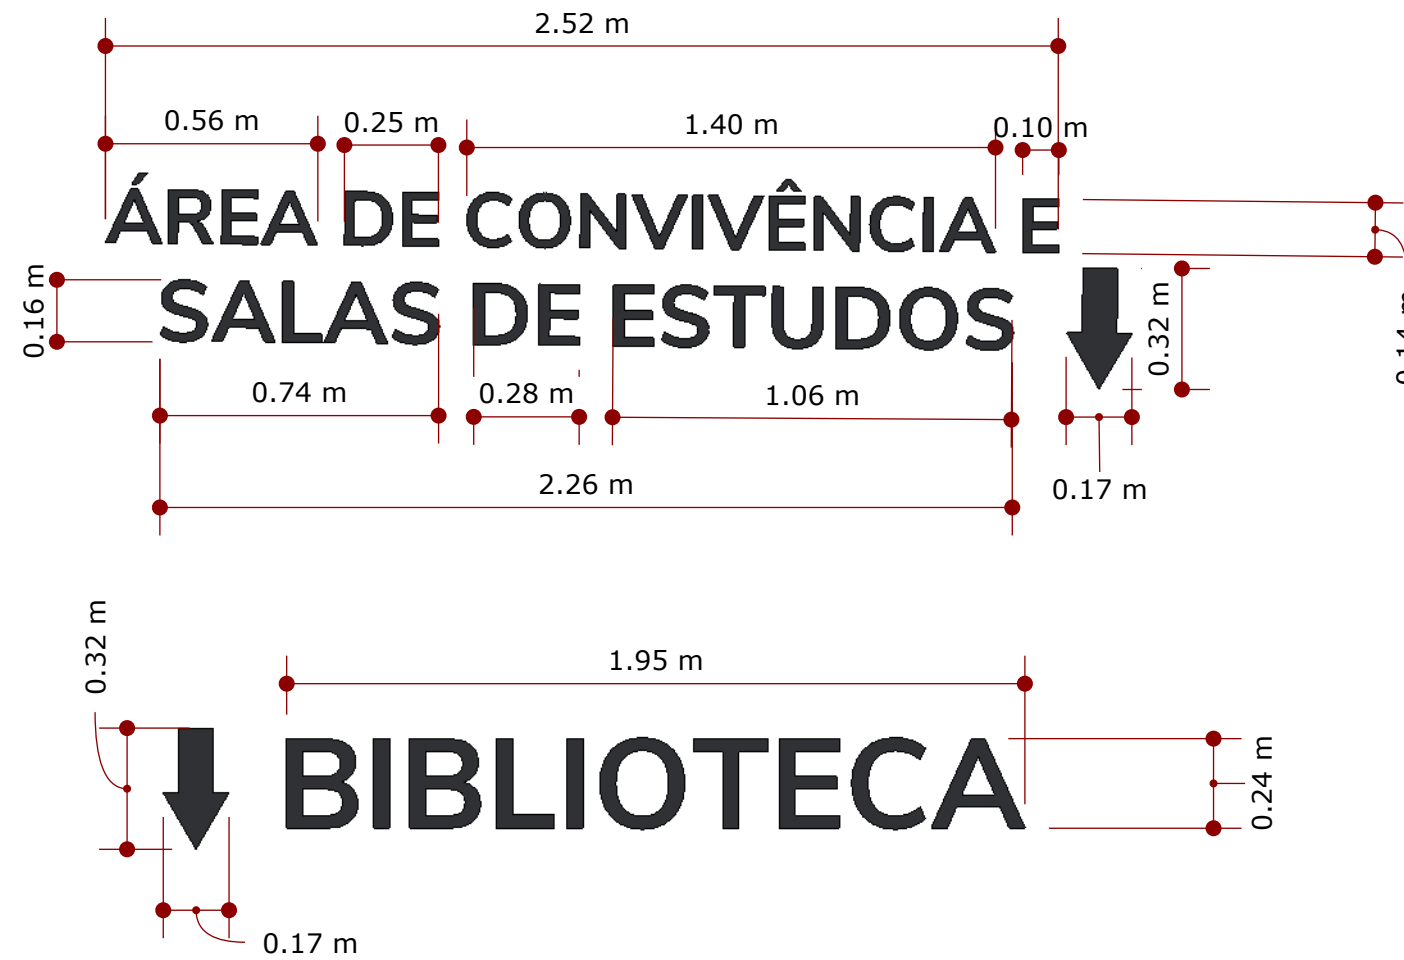 2.52 m
0.56 m 0.25 m 1.40 m 0.10 m
ÁREA DE CONVIVÊNCIA E
0.16 m
SALAS DE ESTUDOS
0.32 m
0.14 m
0.74 m 0.28 m 1.06 m
2.26 m
0.17 m
0.32 m
1.95 m
BIBLIOTECA
0.24 m
0.17 m